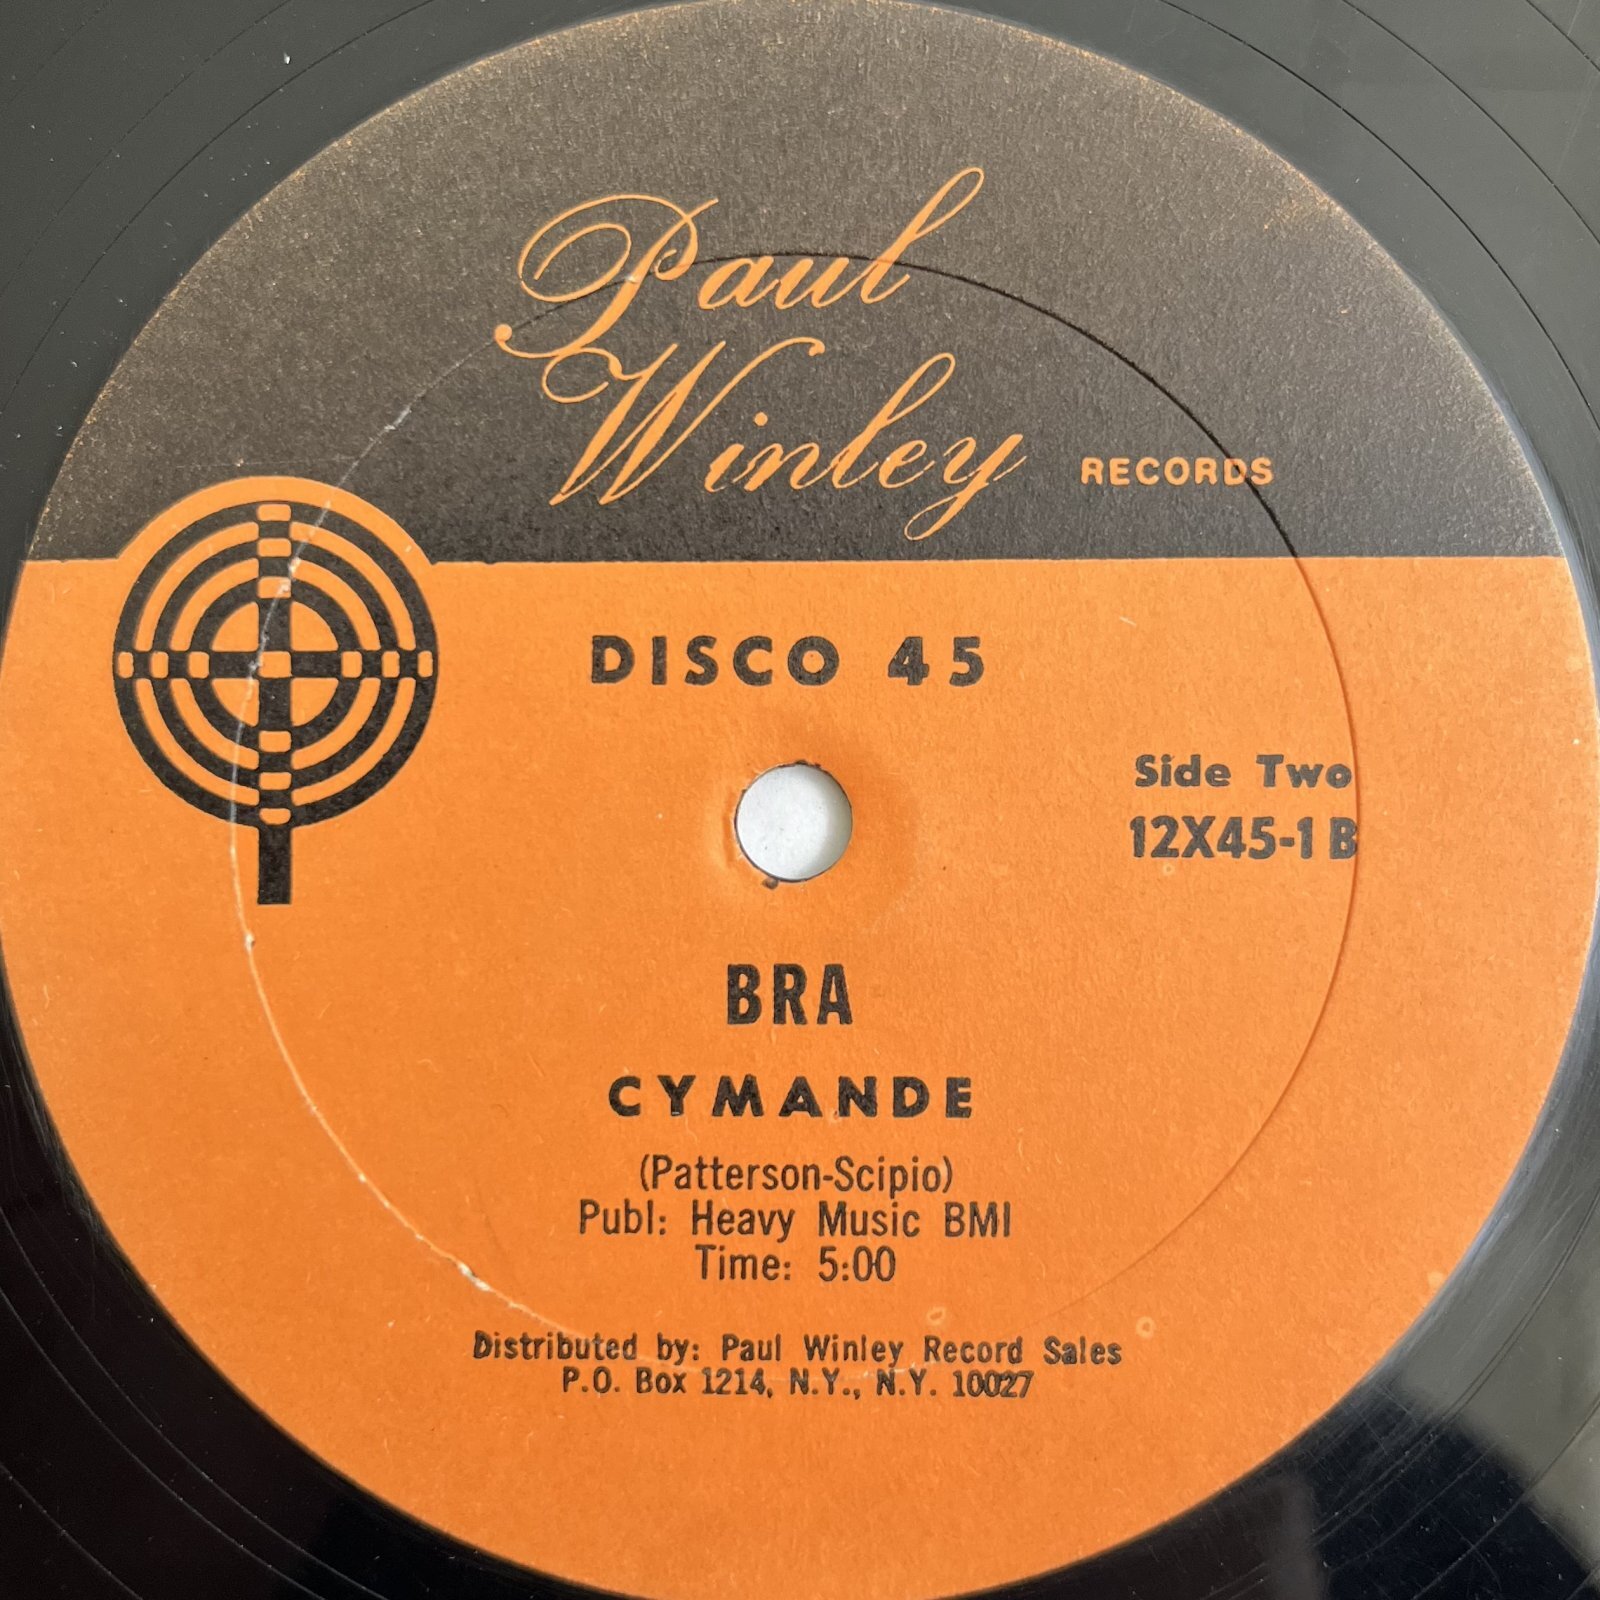 Paul
Winley RECORDS
DISCO 45
Side Two
12X45-1 B
BRA
CYMANDE
(Patterson-Scipio)
Publ: Heavy Music BMI
Time: 5:00
Distributed by: Paul Winley Record Sales
P.O. Box 1214, N.Y., N.Y. 10027